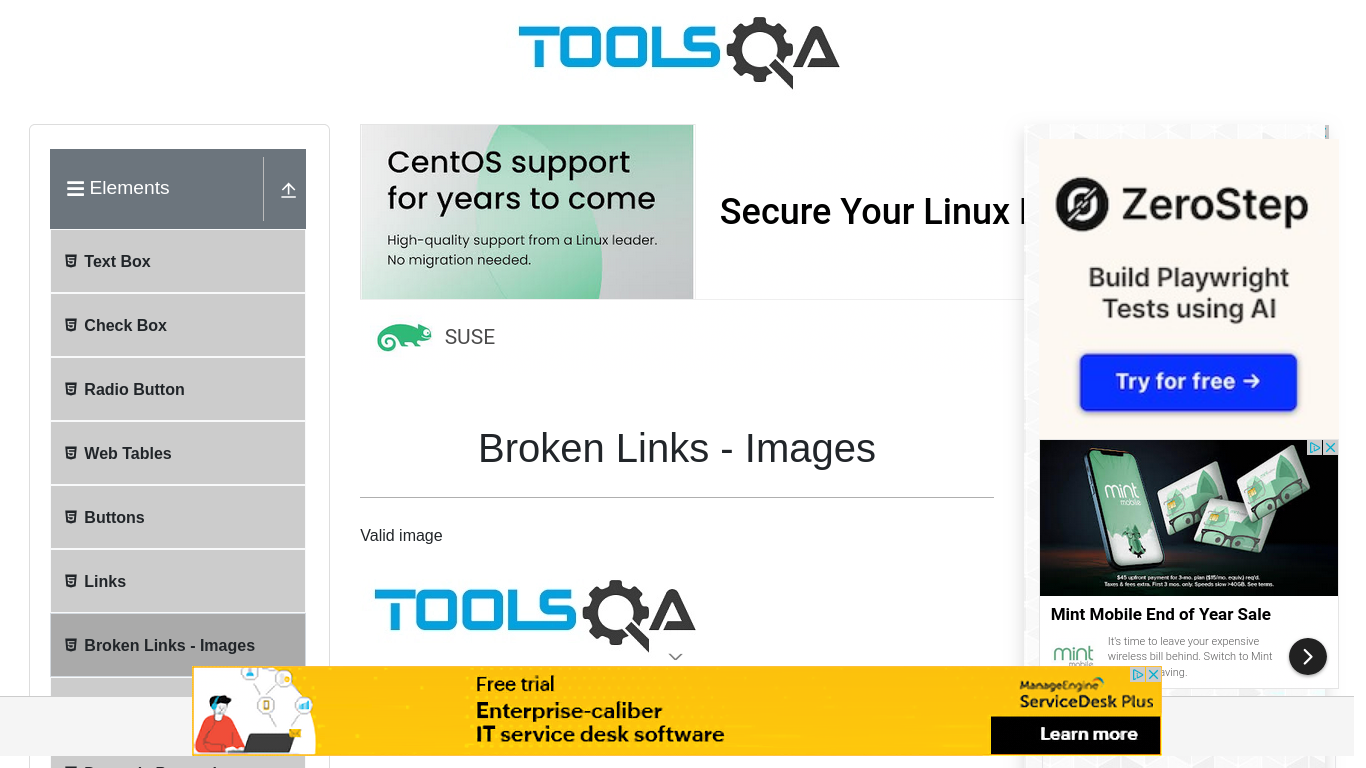 TOOLSQA
Elements
Text Box
Check Box
Radio Button
Web Tables
Buttons
Links
Broken Links - Images
CentOS support
for years to come
High-quality support from a Linux leader.
No migration needed.
Secure Your Linux
SUSE
Broken Links - Images
Valid image
TOOLSQA
ZeroStep
Build Playwright
Tests using AI
Try for free →
mint
mobile
$45 upfront payment for 3-mo. plan ($15/mo. equiv.) req'd.
Taxes & fees extra. First 3 mos. only. Speeds slow >40GB. See terms.
Mint Mobile End of Year Sale
mint
mobile
It's time to leave your expensive
wireless bill behind. Switch to Mint
aving.
Free trial
Enterprise-caliber
IT service desk software
ManageEngine
ServiceDesk Plus
Learn more